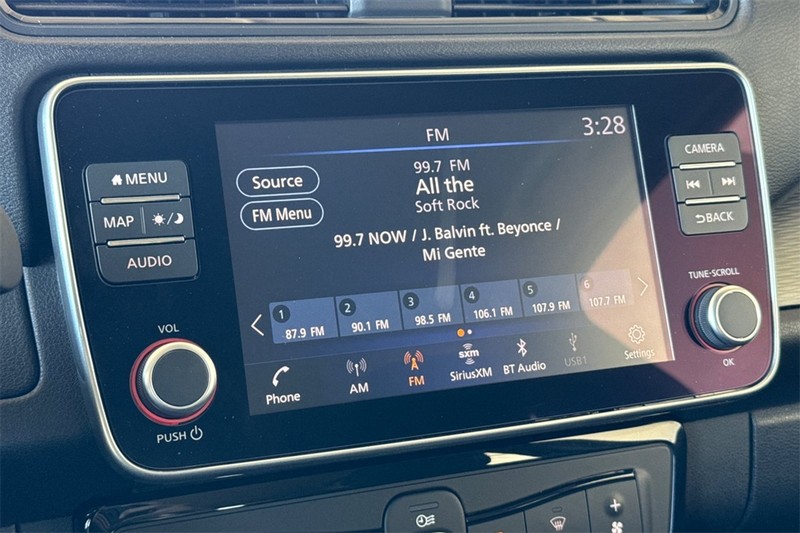 FM
3:28
99.7 FM
All the
Soft Rock
Source
FM Menu
99.7 NOW / J. Balvin ft. Beyonce /
Mi Gente
1
87.9 FM
2
90.1 FM
3
98.5 FM
4
106.1 FM
5
107.9 FM
6
107.7 FM
Phone
AM
FM
sxm
SiriusXM
BT Audio
USB1
Settings
MENU
MAP
AUDIO
VOL
PUSH
CAMERA
BACK
TUNE-SCROLL
OK